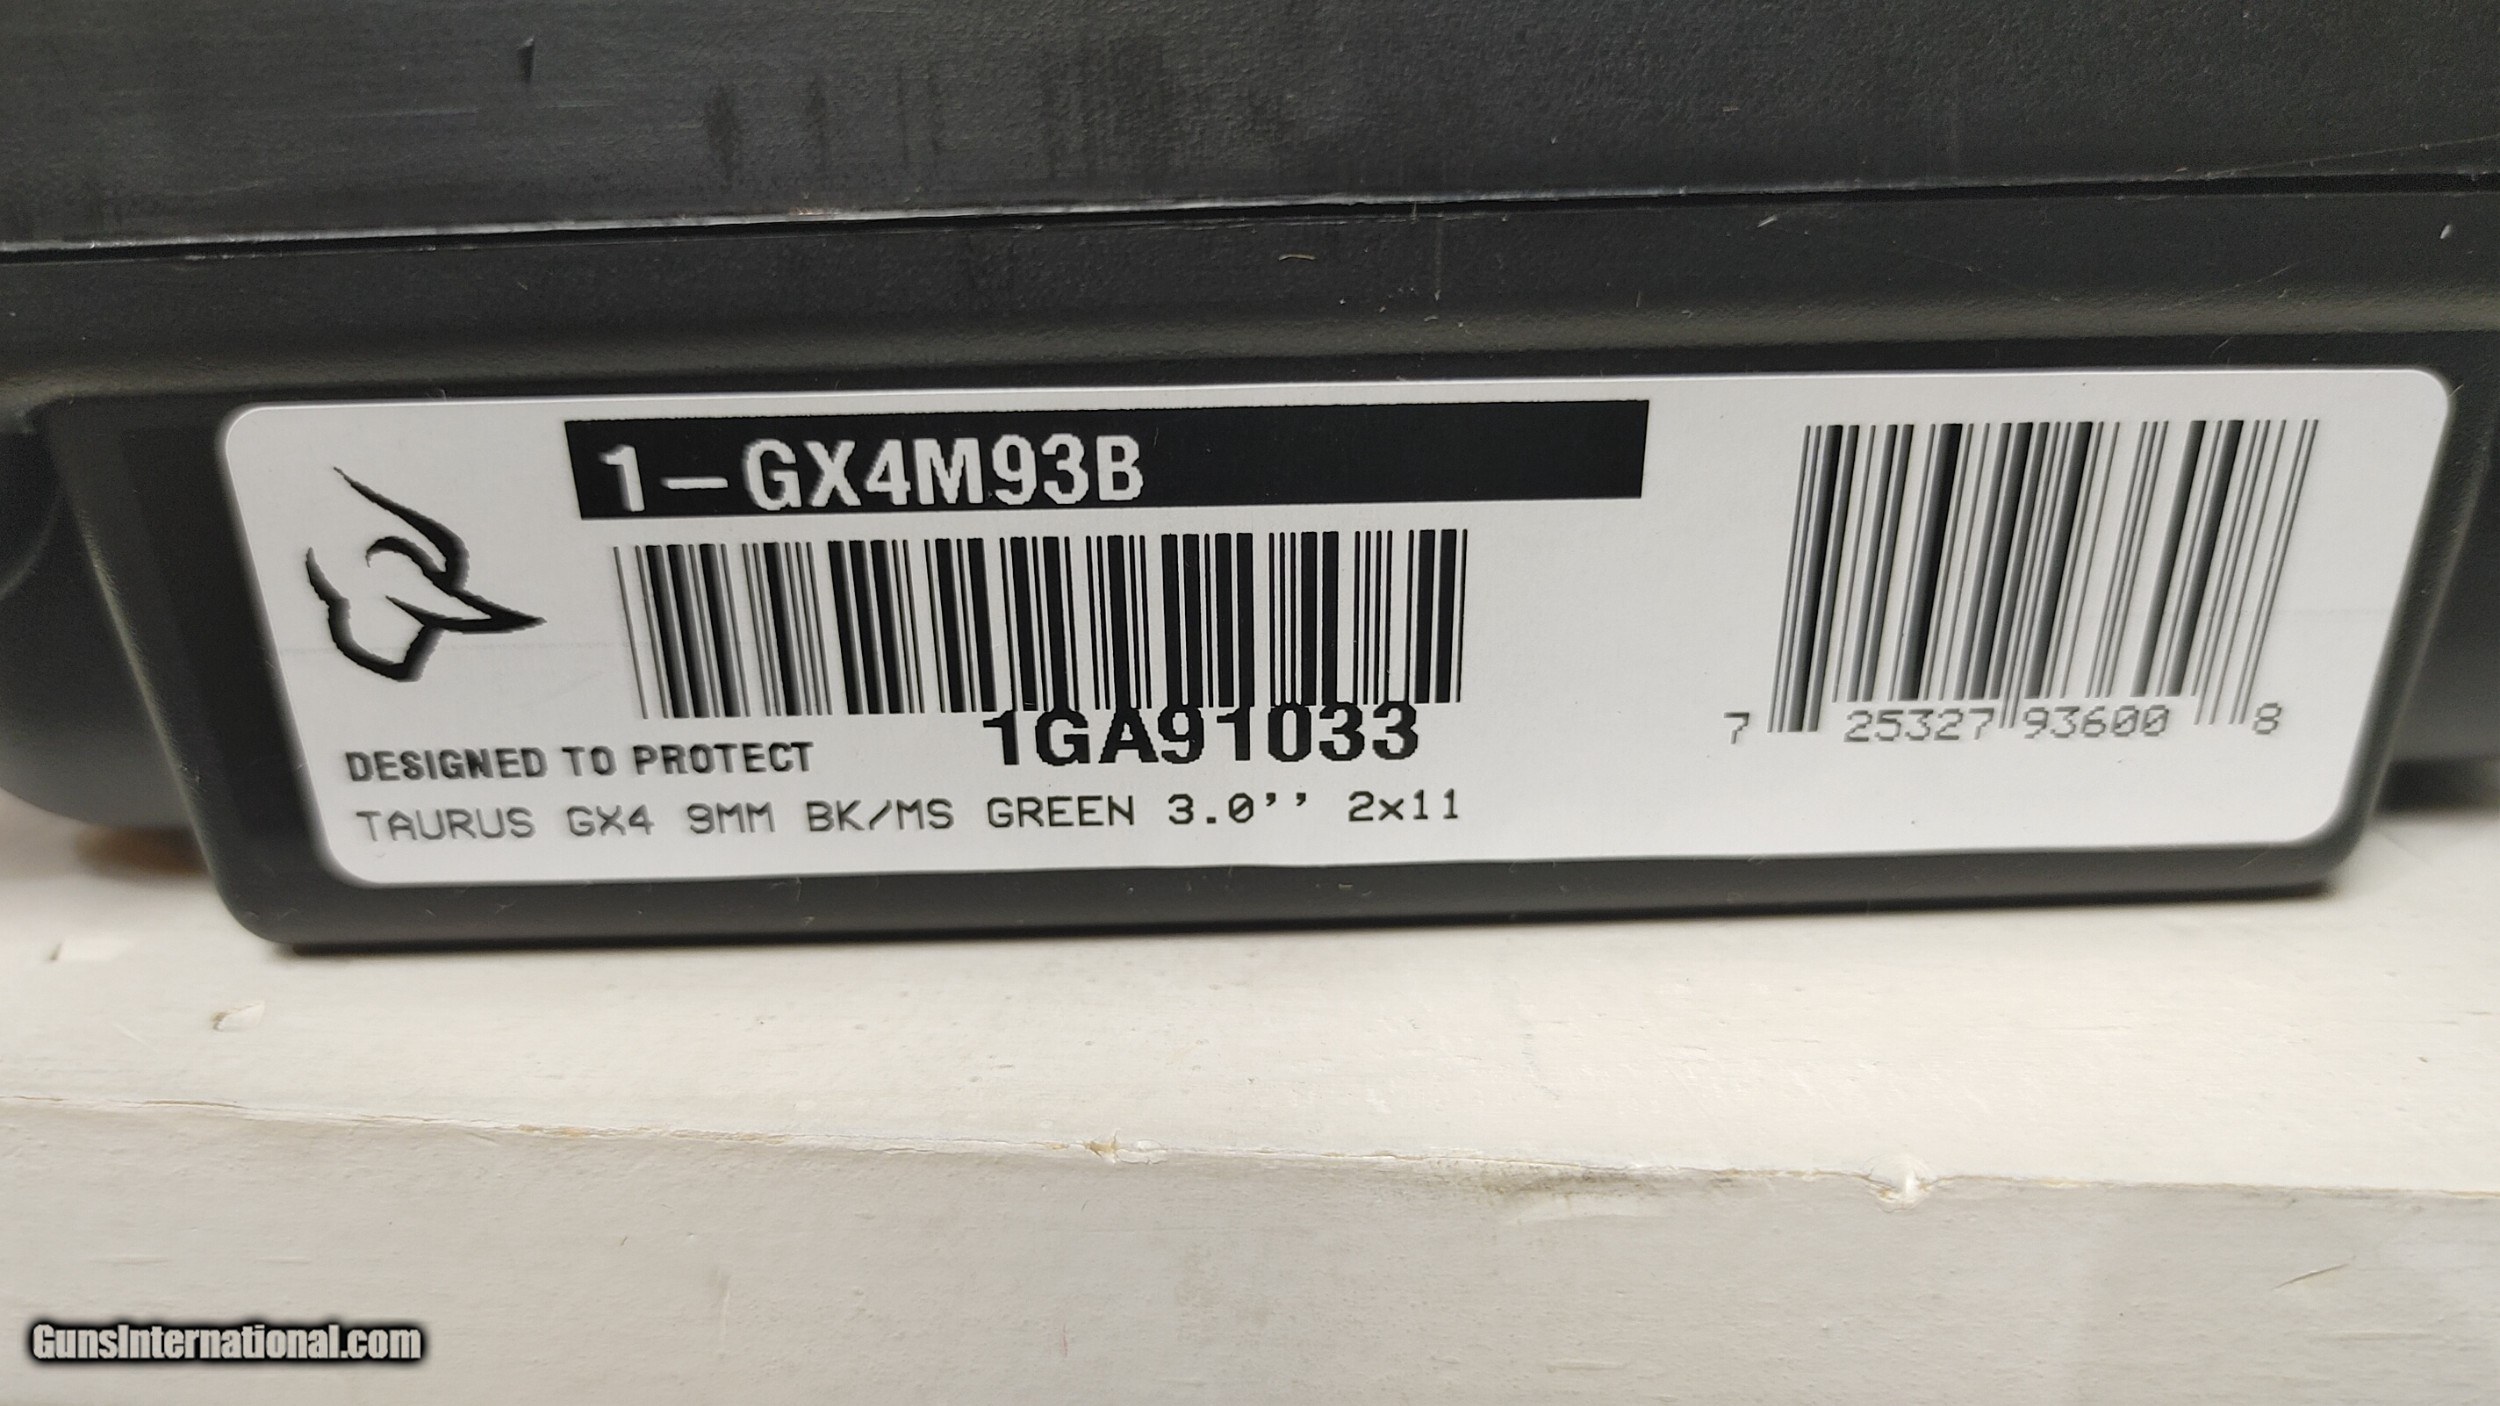 1-GX4M93B
1GA91033
7 25327 93600 8
DESIGNED TO PROTECT
TAURUS GX4 9MM BK/MS GREEN 3.0'' 2x11
GunsInternational.com